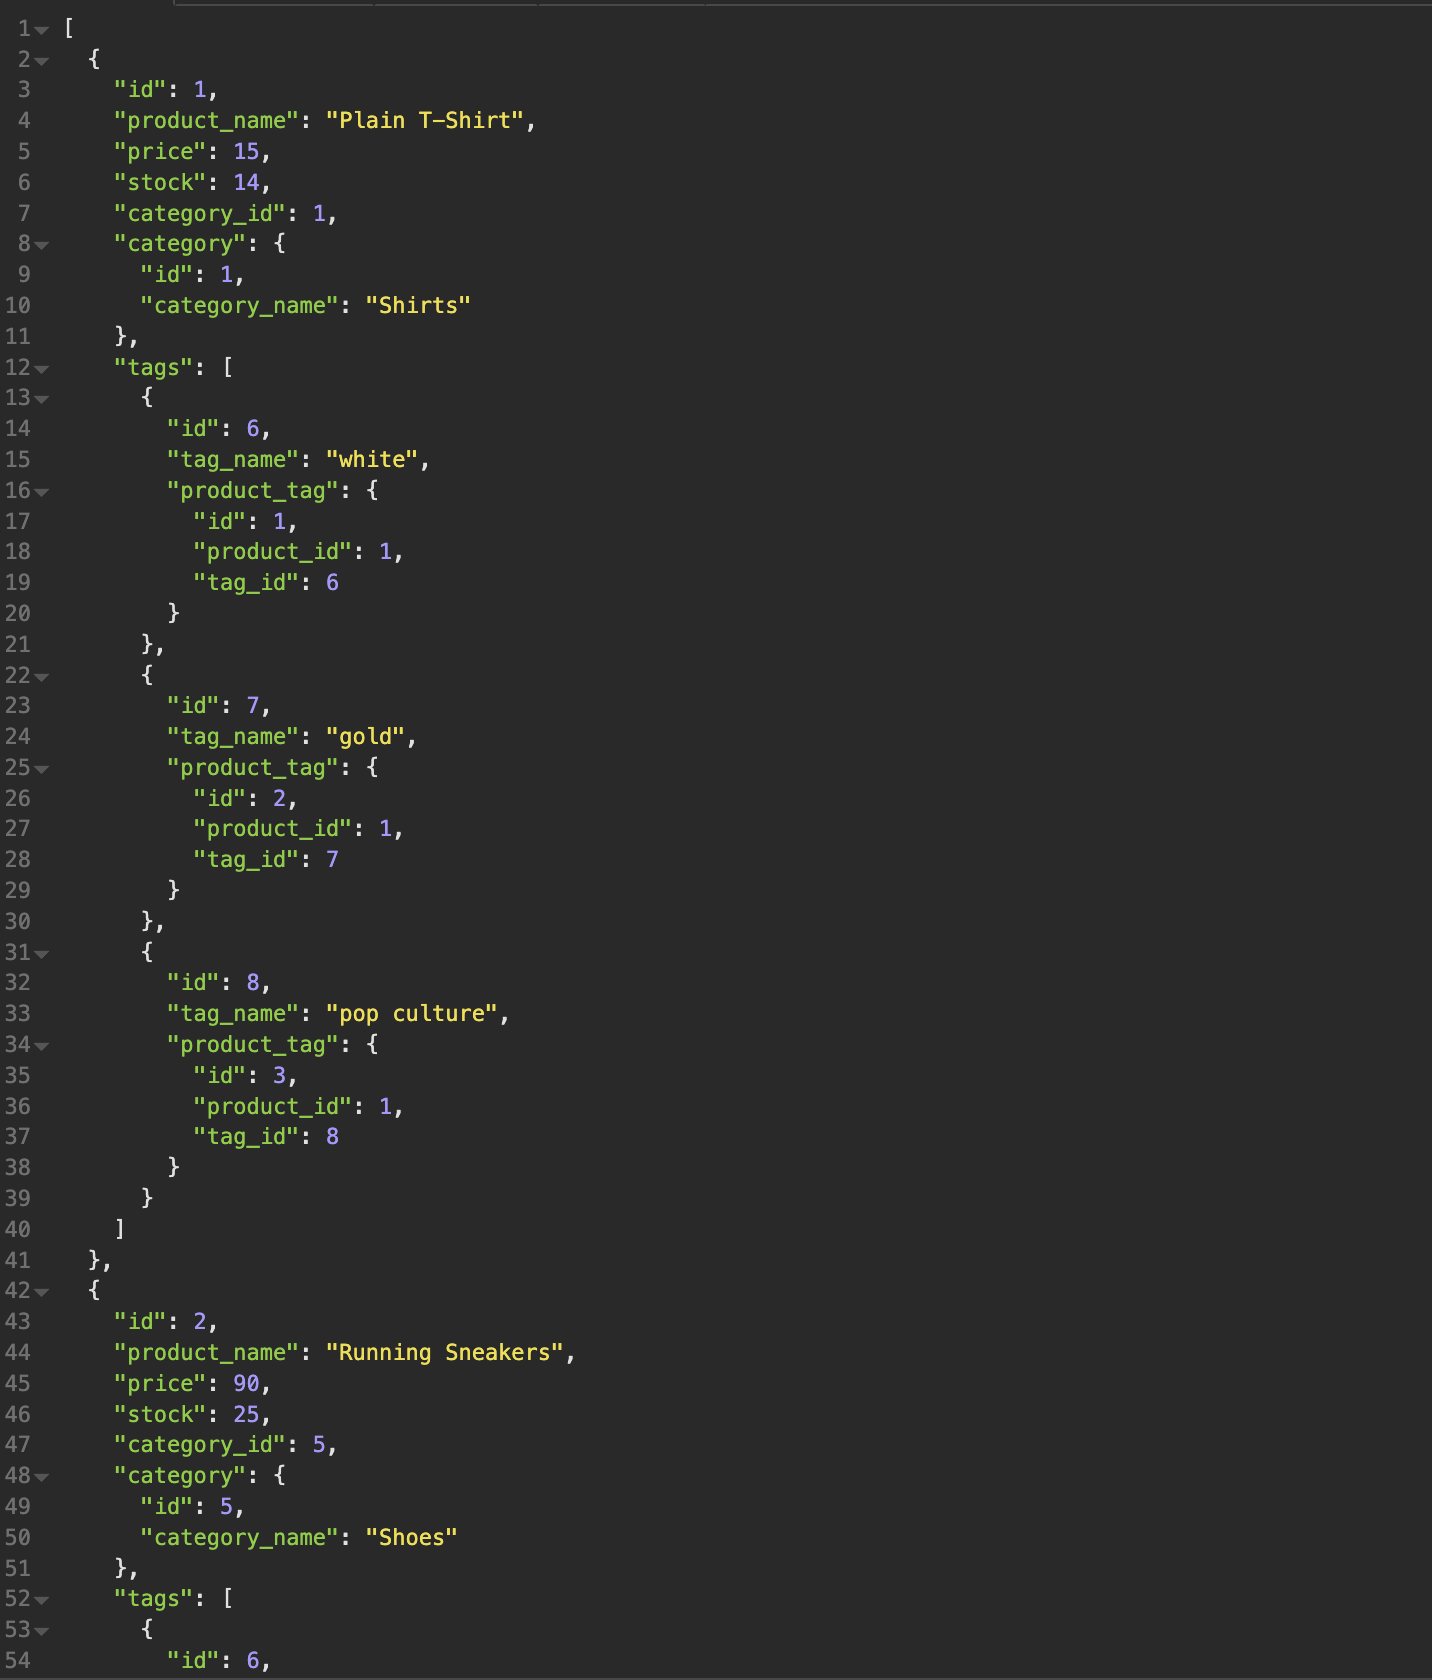 1 [
2   {
3     "id": 1,
4     "product_name": "Plain T-Shirt",
5     "price": 15,
6     "stock": 14,
7     "category_id": 1,
8     "category": {
9       "id": 1,
10       "category_name": "Shirts"
11     },
12     "tags": [
13       {
14         "id": 6,
15         "tag_name": "white",
16         "product_tag": {
17           "id": 1,
18           "product_id": 1,
19           "tag_id": 6
20         }
21       },
22       {
23         "id": 7,
24         "tag_name": "gold",
25         "product_tag": {
26           "id": 2,
27           "product_id": 1,
28           "tag_id": 7
29         }
30       },
31       {
32         "id": 8,
33         "tag_name": "pop culture",
34         "product_tag": {
35           "id": 3,
36           "product_id": 1,
37           "tag_id": 8
38         }
39       }
40     ]
41   },
42   {
43     "id": 2,
44     "product_name": "Running Sneakers",
45     "price": 90,
46     "stock": 25,
47     "category_id": 5,
48     "category": {
49       "id": 5,
50       "category_name": "Shoes"
51     },
52     "tags": [
53       {
54         "id": 6,